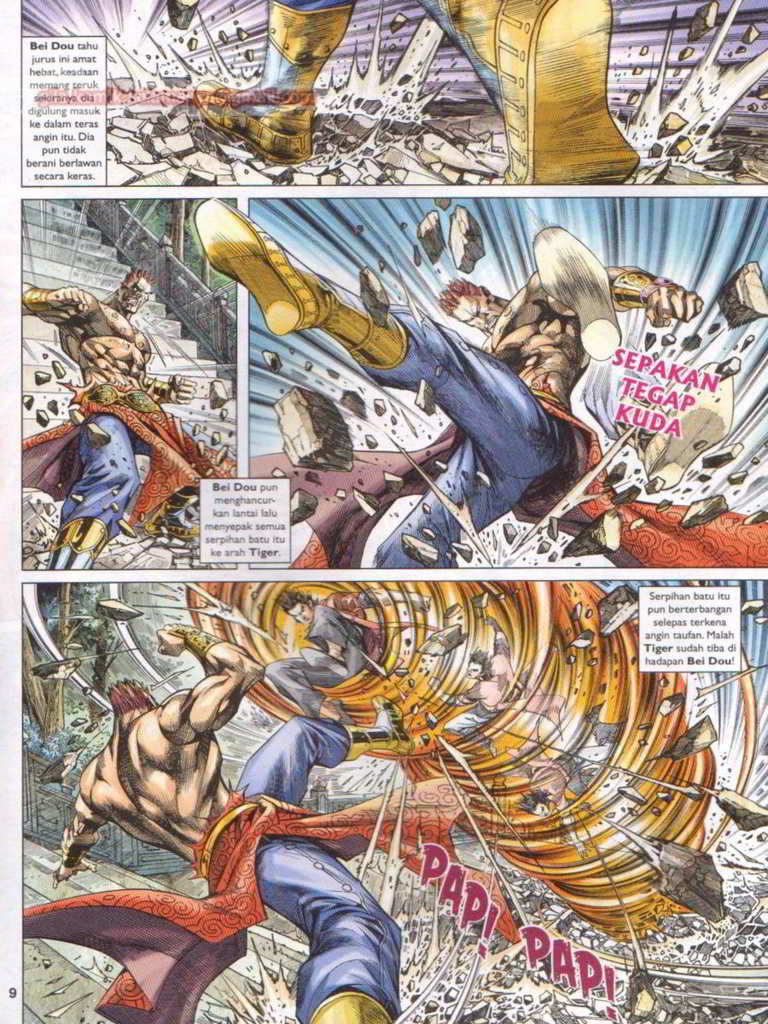 Bei Dou tahu
jurus ini amat
hebat, keadaan
memang teruk
sekiranya dia
digulung masuk
ke dalam teras
angin itu. Dia
pun tidak
berani berlawan
secara keras.
SEPAKAN
TEGAP
KUDA
Bei Dou pun
menghancur-
kan lantai lalu
menyepak semua
serpihan batu itu
ke arah Tiger.
Serpihan batu itu
pun berterbangan
selepas terkena
angin taufan. Malah
Tiger sudah tiba di
hadapan Bei Dou!
PAP! PAP!
9